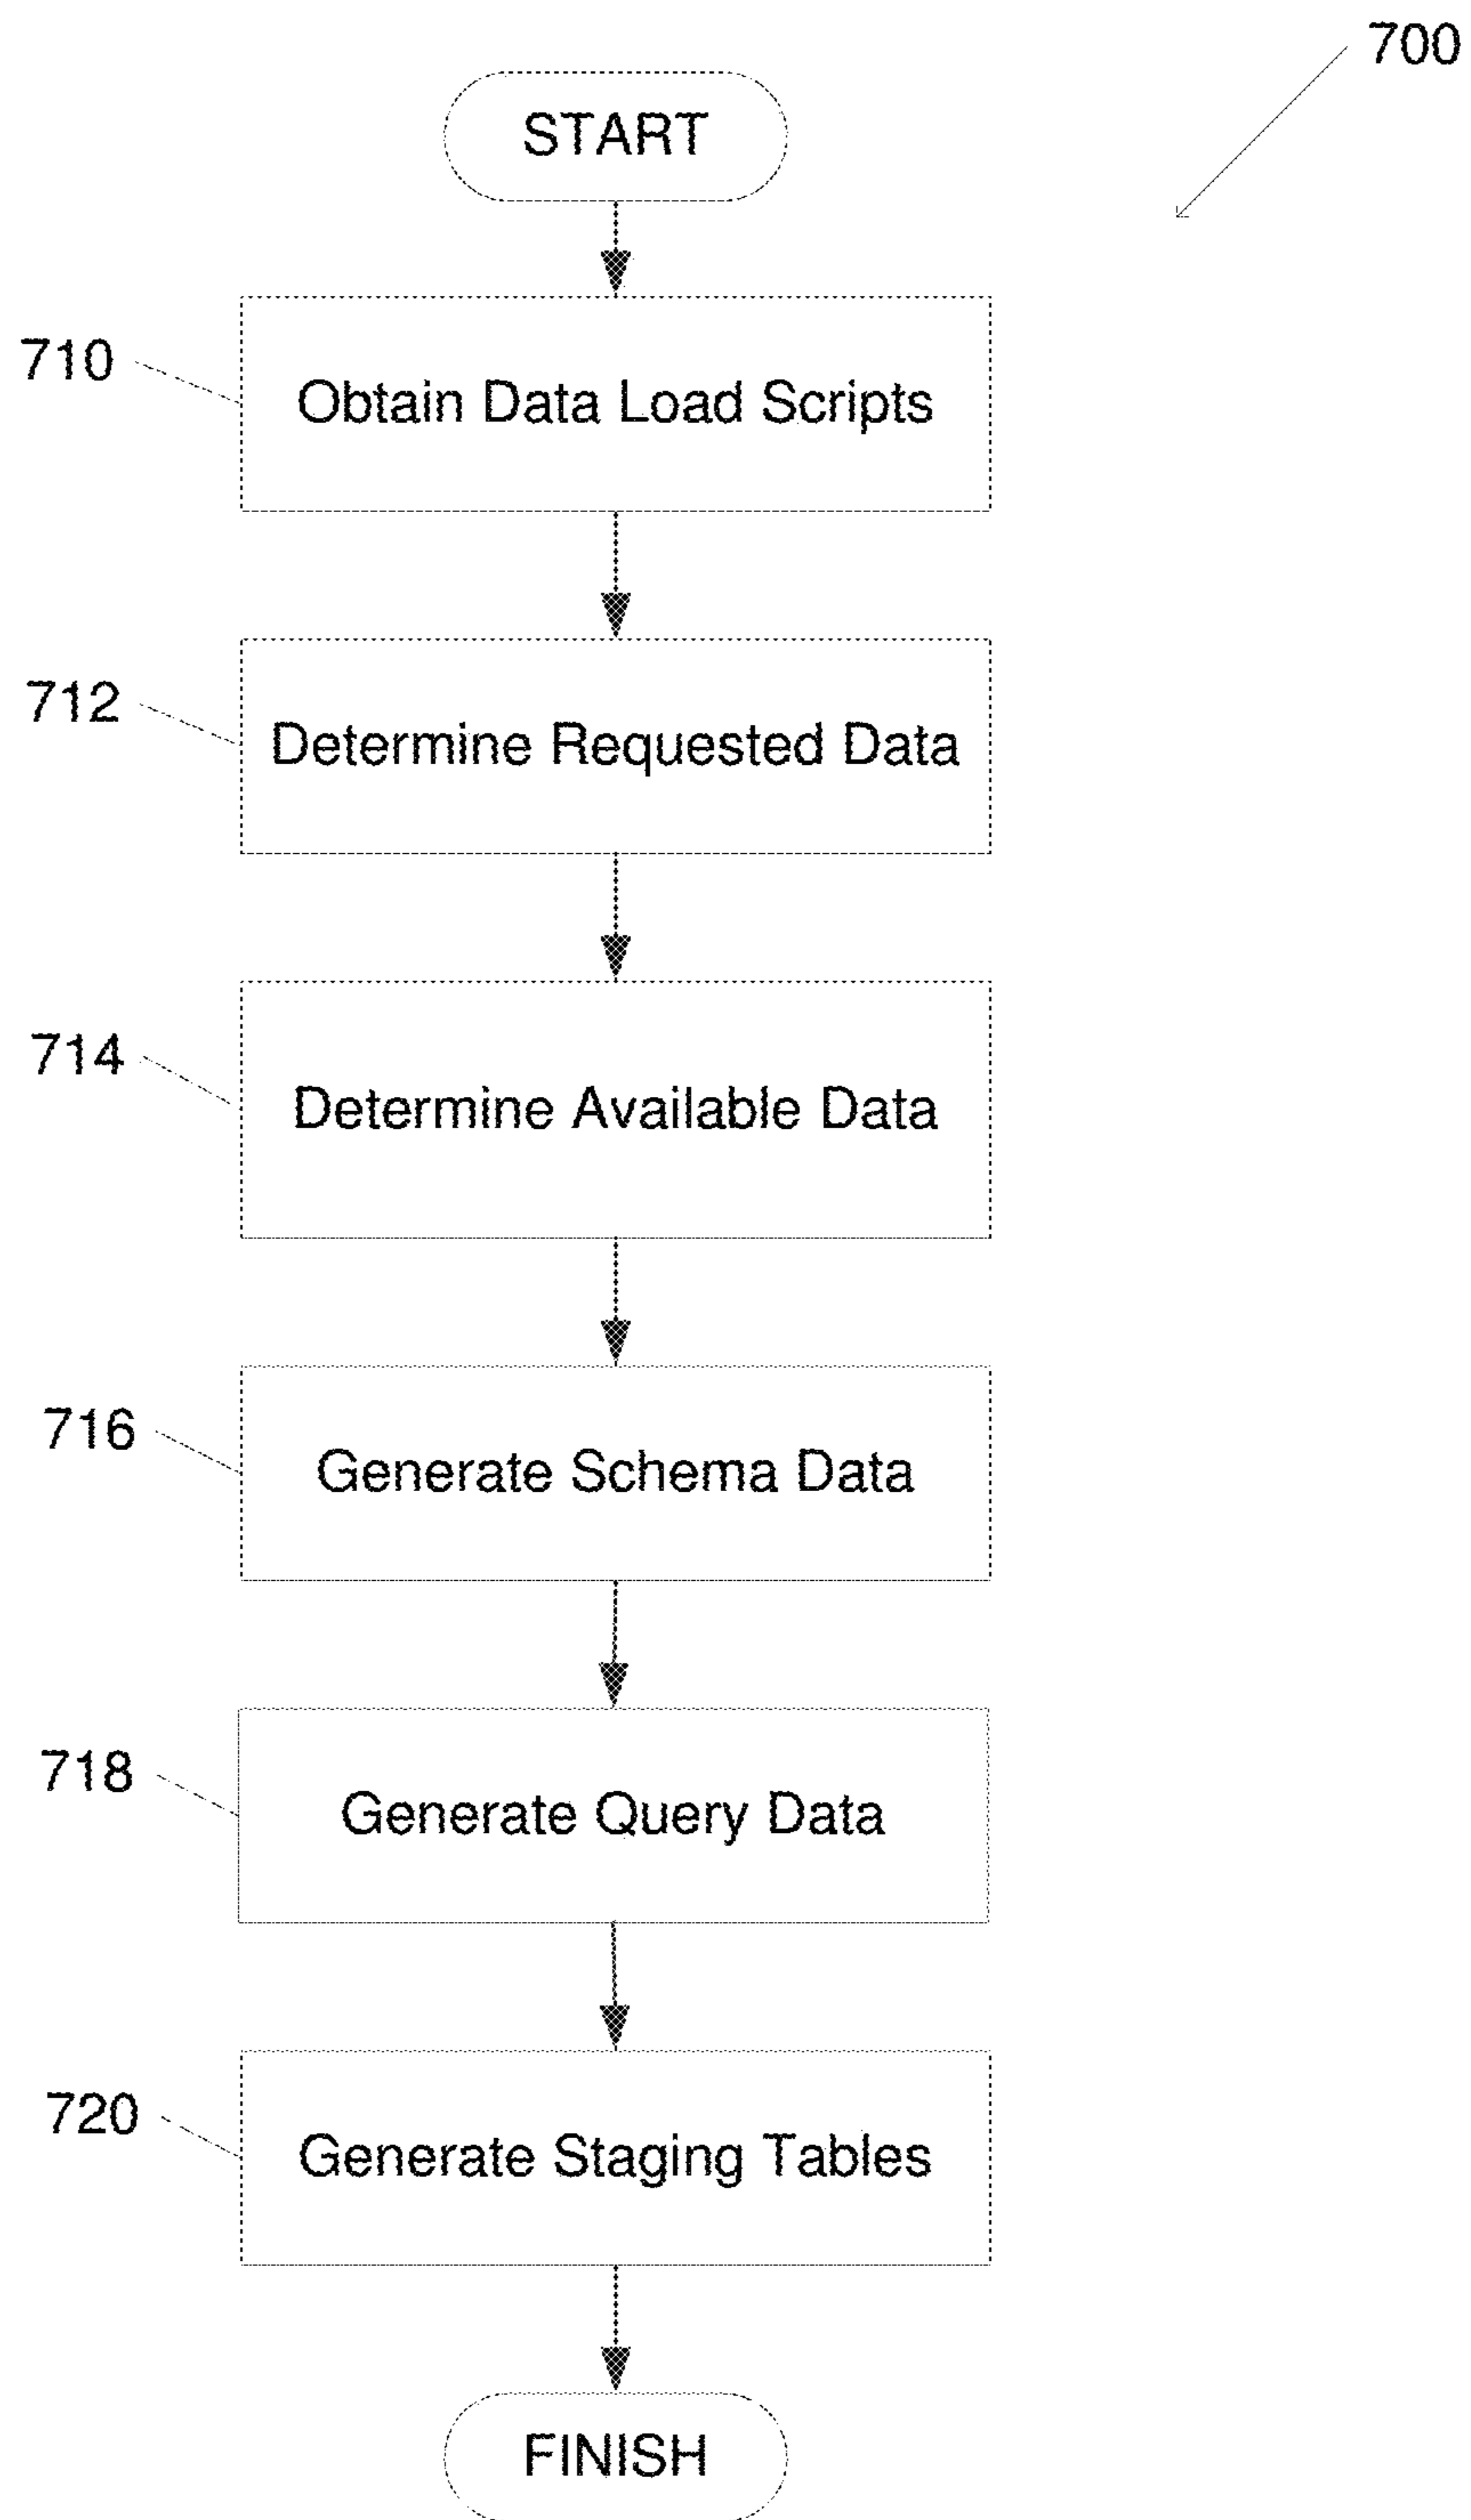 700
START
710
Obtain Data Load Scripts
712
Determine Requested Data
714
Determine Available Data
716
Generate Schema Data
718
Generate Query Data
720
Generate Staging Tables
FINISH